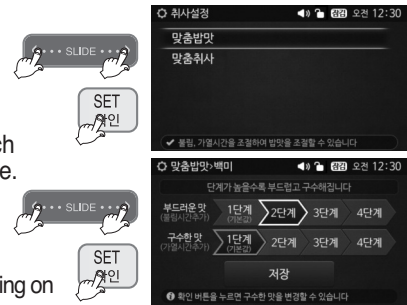 SLIDE
SET
확인
취사설정
잠금 오전 12:30
맞춤밥맛
맞춤취사
불림, 가열시간을 조절하여 밥맛을 조절할 수 있습니다
ch
e.
SLIDE
SET
확인
ing on
맞춤밥맛>백미
잠금 오전 12:30
단계가 높을수록 부드럽고 구수해집니다
부드러운 맛 1단계 2단계 3단계 4단계
(불림시간추가) (기본값)
구수한 맛 1단계 2단계 3단계 4단계
(가열시간추가) (기본값)
저장
확인 버튼을 누르면 구수한 맛을 변경할 수 있습니다